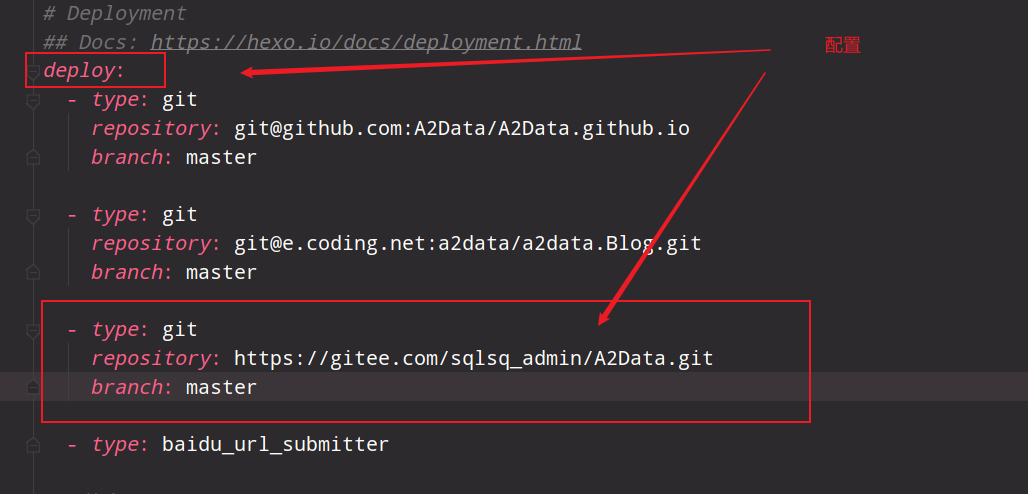 # Deployment
## Docs: https://hexo.io/docs/deployment.html
配置
deploy:
- type: git
repository: git@github.com:A2Data/A2Data.github.io
branch: master
- type: git
repository: git@e.coding.net:a2data/a2data.Blog.git
branch: master
- type: git
repository: https://gitee.com/sqlsq_admin/A2Data.git
branch: master
- type: baidu_url_submitter